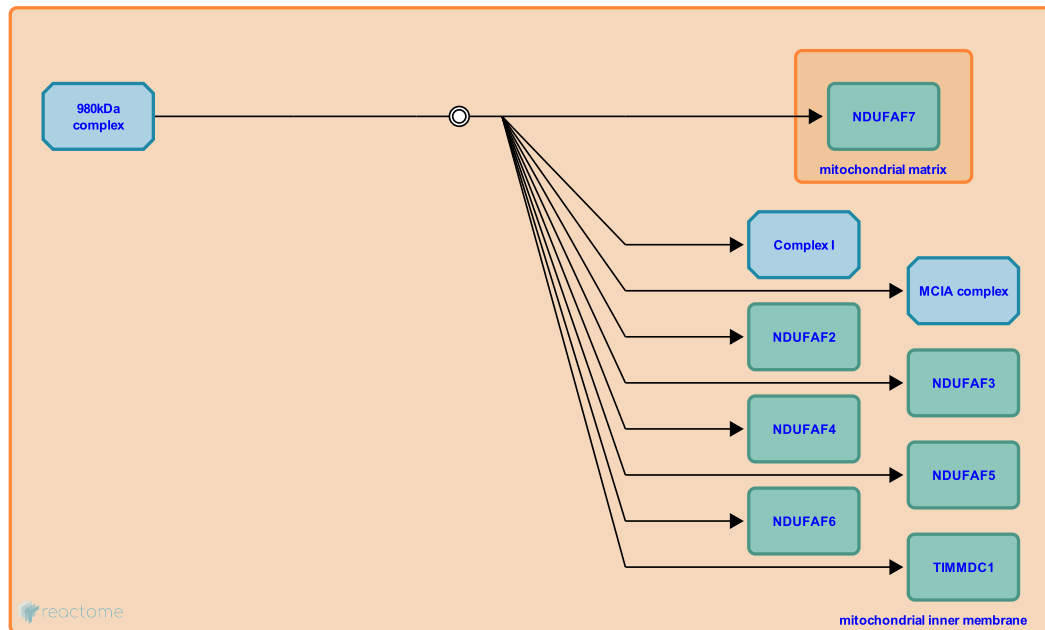 980kDa
complex
NDUFAF7
mitochondrial matrix
Complex I
MCIA complex
NDUFAF2
NDUFAF3
NDUFAF4
NDUFAF5
NDUFAF6
TIMMDC1
reactome
mitochondrial inner membrane